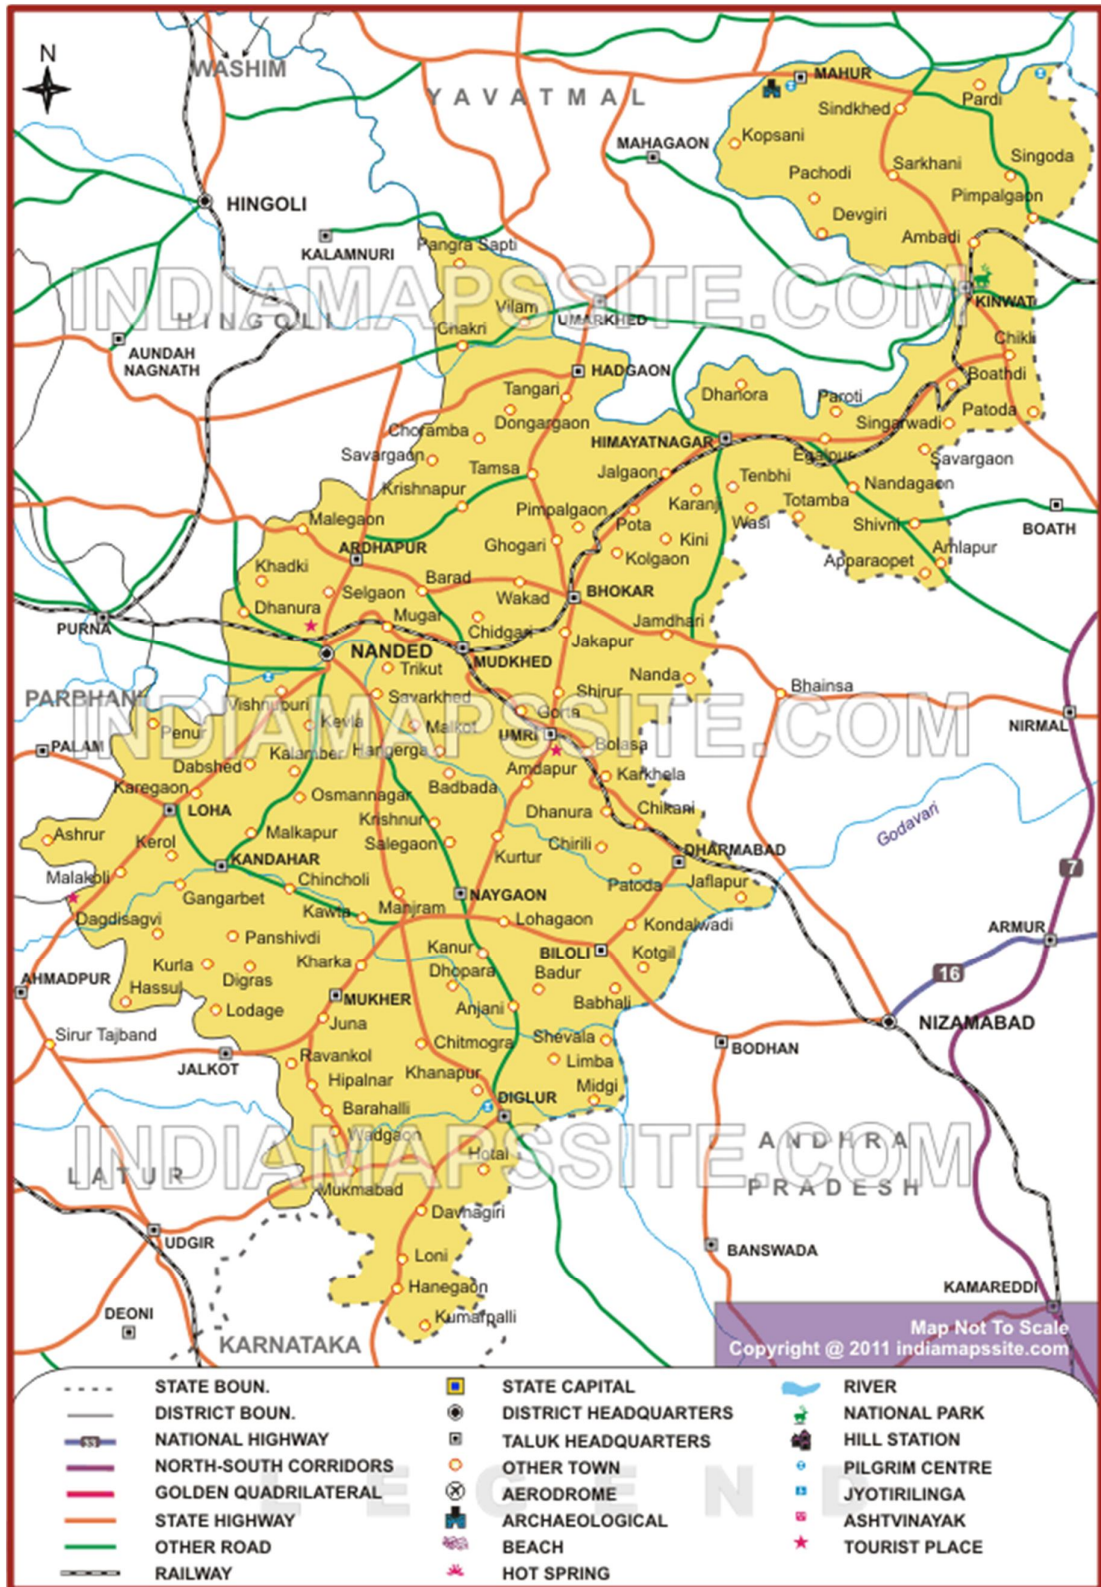 N
WASHIM
YAVATMAL
MAHUR
Pardi
Sindkhed
Kopsani
MAHAGAON
Sarkhani
Singoda
Pachodi
Pimpalgaon
HINGOLI
Devgiri
KALAMNURI
Pangra Sapti
Ambadi
INDIAMAPSSITE.COM
KINWAT
Vilam
UMARKHED
HINGOLI
Chakri
Chikli
AUNDAH
NAGNATH
HADGAON
Boathdi
Tangari
Dhanora
Paroti
Dongargaon
Singarwadi
Patoda
Choramba
HIMAYATNAGAR
Egalpur
Savargaon
Savargaon
Tamsa
Jalgaon
Tenbhi
Nandagaon
Krishnapur
Karanji
Totamba
Pimpalgaon
Pota
Wasi
Shivni
BOATH
Malegaon
Ghogari
Kini
Kolgaon
ARDHAPUR
Amlapur
Apparaopet
Khadki
Barad
Selgaon
Wakad
BHOKAR
Dhanura
Mugar
Chidgari
Jamdhari
PURNA
Jakapur
NANDED
MUDKHED
Trikut
Nanda
Bhainsa
PARBHANI
Vishnupuri
Savarkhed
Shirur
INDIAMAPSSITE.COM
Penur
Kevla
Malkot
Gorta
NIRMAL
UMRI
PALAM
Kalamber
Hangerga
Bolasa
Dabshed
Amdapur
Karkhela
Karegaon
Badbada
Osmannagar
Dhanura
Chikani
LOHA
Krishnur
Godavari
Ashrur
Kerol
Malkapur
Salegaon
Chirili
DHARMABAD
KANDAHAR
Kurtur
Malakoli
Chincholi
Patoda
Jaflapur
7
Gangarbet
NAYGAON
Dagdisagvi
Kawta
Manjram
Lohagaon
Kondalwadi
ARMUR
Panshivdi
Kanur
BILOLI
Kotgil
Kurla
Kharka
Dhopara
Badur
16
AHMADPUR
Hassul
Digras
MUKHER
Babhali
Lodage
Anjani
NIZAMABAD
Juna
Sirur Tajband
Chitmogra
Shevala
BODHAN
JALKOT
Ravankol
Limba
Hipalnar
Khanapur
Midgi
DIGLUR
Barahalli
INDIAMAPSSITE.COM
Wadgaon
ANDHRA
Hotal
LATUR
PRADESH
Mukmabad
Davnagiri
UDGIR
BANSWADA
Loni
Hanegaon
KAMAREDDI
DEONI
Kumarpalli
KARNATAKA
Map Not To Scale
Copyright @ 2011 indiamapssite.com
LEGEND
STATE BOUN.
DISTRICT BOUN.
33 NATIONAL HIGHWAY
NORTH-SOUTH CORRIDORS
GOLDEN QUADRILATERAL
STATE HIGHWAY
OTHER ROAD
RAILWAY
STATE CAPITAL
DISTRICT HEADQUARTERS
TALUK HEADQUARTERS
OTHER TOWN
AERODROME
ARCHAEOLOGICAL
BEACH
HOT SPRING
RIVER
NATIONAL PARK
HILL STATION
PILGRIM CENTRE
JYOTIRILINGA
ASHTVINAYAK
TOURIST PLACE